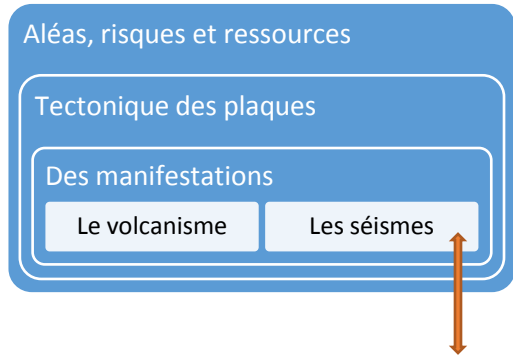 Aléas, risques et ressources
Tectonique des plaques
Des manifestations
Le volcanisme
Les séismes